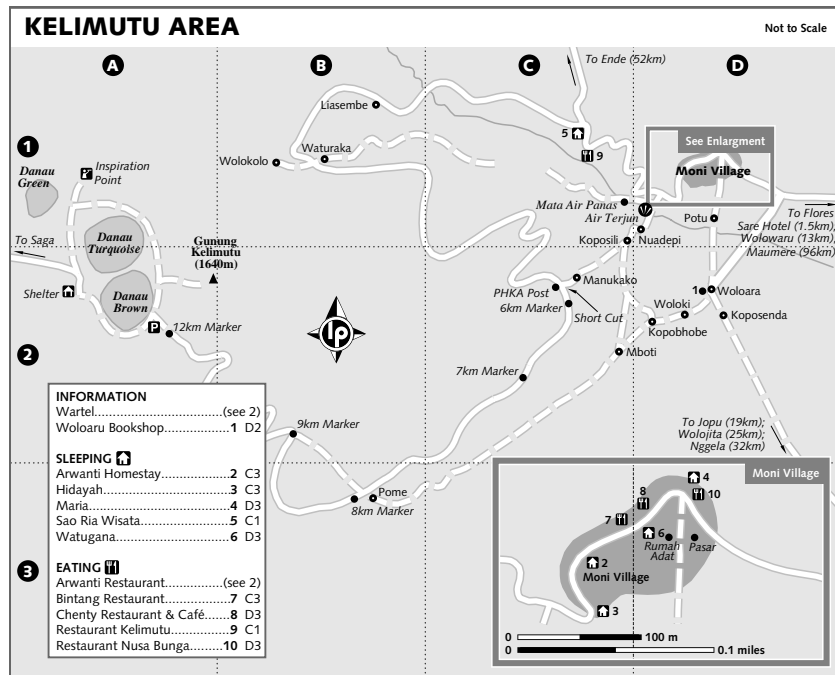 KELIMUTU AREA
Not to Scale
A
B
C
D
To Ende (52km)
Liasembe
5
See Enlargment
1
Waturaka
9
Inspiration
Point
Wolokolo
Moni Village
Danau
Green
Mata Air Panas
Air Terjun
Potu
To Flores
Sare Hotel (1.5km);
Wolowaru (13km),
Maumere (96km)
To Saga
Danau
Turquoise
Gunung
Kelimutu
(1640m)
Koposili
Nuadepi
Manukako
Shelter
Danau
Brown
PHKA Post
6km Marker
Short Cut
1
Woloara
Woloki
Koposenda
P
12km Marker
lp
Kopobhobe
2
Mboti
7km Marker
INFORMATION
Wartel..............................(see 2)
Woloaru Bookshop..................1 D2
SLEEPING
Arwanti Homestay...................2 C3
Hidayah................................3 C3
Maria...................................4 D3
Sao Ria Wisata.......................5 C1
Watugana.............................6 D3
3
EATING
Arwanti Restaurant................(see 2)
Bintang Restaurant..................7 C3
Chenty Restaurant & Café.......8 D3
Restaurant Kelimutu................9 C1
Restaurant Nusa Bunga.........10 D3
9km Marker
Pome
8km Marker
To Jopu (19km);
Wolojita (25km);
Nggela (32km)
Moni Village
4
8
10
7
6
Rumah
Adat
Pasar
2
Moni Village
3
0
100 m
0
0.1 miles